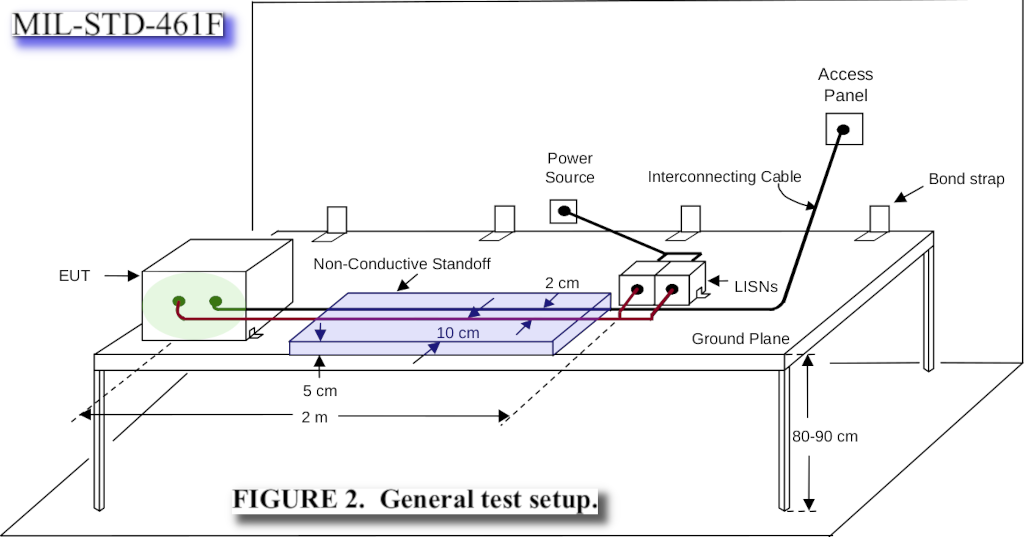 MIL-STD-461F
Access
Panel
Power
Source
Interconnecting Cable
Bond strap
EUT
Non-Conductive Standoff
2 cm
LISNs
10 cm
Ground Plane
5 cm
2 m
80-90 cm
FIGURE 2. General test setup.